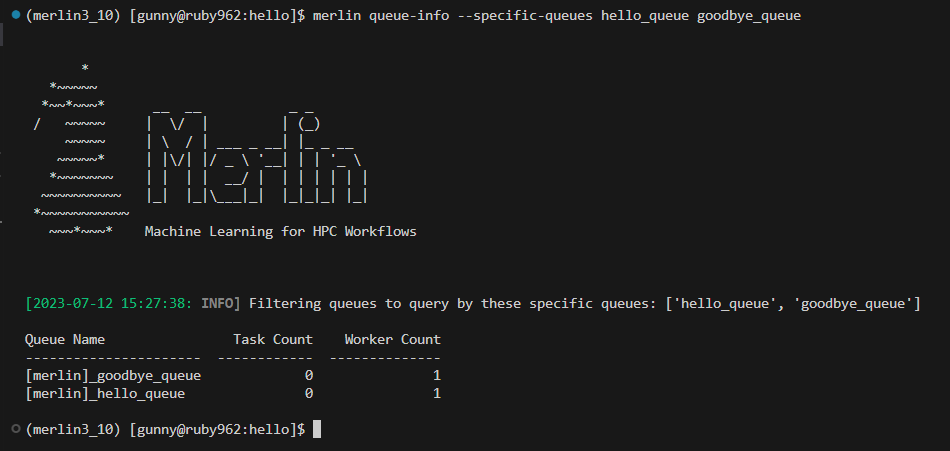 (merlin3_10) [gunny@ruby962:hello]$ merlin queue-info --specific-queues hello_queue goodbye_queue
Merlin
Machine Learning for HPC Workflows
[2023-07-12 15:27:38: INFO] Filtering queues to query by these specific queues: ['hello_queue', 'goodbye_queue']
Queue Name Task Count Worker Count
---------------------- ------------ --------------
[merlin]_goodbye_queue 0 1
[merlin]_hello_queue 0 1
(merlin3_10) [gunny@ruby962:hello]$